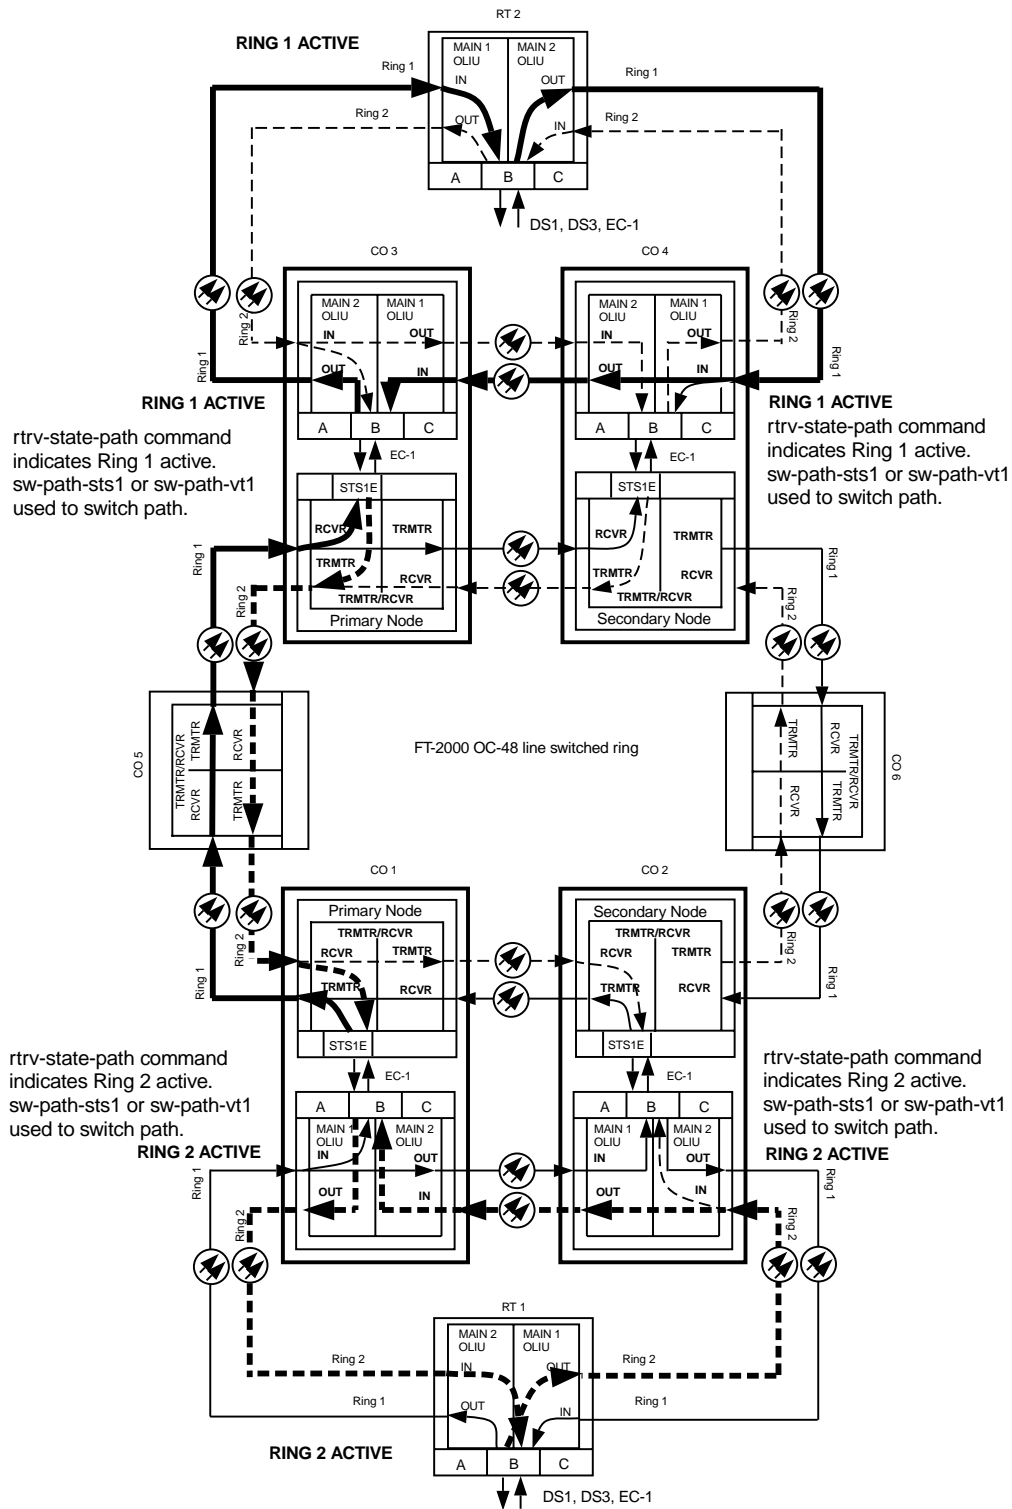 RT 2
RING 1 ACTIVE
MAIN 1 OLIU
MAIN 2 OLIU
Ring 1
IN
OUT
Ring 1
Ring 2
OUT
IN
Ring 2
A B C
DS1, DS3, EC-1
CO 3
CO 4
MAIN 2 OLIU
MAIN 1 OLIU
MAIN 2 OLIU
MAIN 1 OLIU
Ring 2
IN
OUT
IN
OUT
Ring 2
Ring 1
OUT
IN
OUT
IN
Ring 1
RING 1 ACTIVE
RING 1 ACTIVE
A B C
A B C
rtrv-state-path command
indicates Ring 1 active.
sw-path-sts1 or sw-path-vt1
used to switch path.
rtrv-state-path command
indicates Ring 1 active.
sw-path-sts1 or sw-path-vt1
used to switch path.
EC-1
EC-1
STS1E
STS1E
Ring 1
RCVR
TRMTR
RCVR
TRMTR
Ring 1
TRMTR
RCVR
TRMTR
RCVR
Ring 2
TRMTR/RCVR
TRMTR/RCVR
Ring 2
Primary Node
Secondary Node
CO 5
TRMTR/RCVR
TRMTR
RCVR
RCVR
TRMTR
FT-2000 OC-48 line switched ring
TRMTR
RCVR
RCVR
TRMTR
TRMTR/RCVR
CO 6
CO 1
CO 2
Primary Node
Secondary Node
TRMTR/RCVR
TRMTR/RCVR
Ring 2
RCVR
TRMTR
RCVR
TRMTR
Ring 2
Ring 1
TRMTR
RCVR
TRMTR
RCVR
Ring 1
STS1E
STS1E
rtrv-state-path command
indicates Ring 2 active.
sw-path-sts1 or sw-path-vt1
used to switch path.
rtrv-state-path command
indicates Ring 2 active.
sw-path-sts1 or sw-path-vt1
used to switch path.
EC-1
EC-1
A B C
A B C
MAIN 1 OLIU
MAIN 2 OLIU
MAIN 1 OLIU
MAIN 2 OLIU
RING 2 ACTIVE
RING 2 ACTIVE
Ring 1
IN
OUT
IN
OUT
Ring 1
Ring 2
OUT
IN
OUT
IN
Ring 2
RT 1
MAIN 2 OLIU
MAIN 1 OLIU
Ring 2
IN
OUT
Ring 2
Ring 1
OUT
IN
Ring 1
RING 2 ACTIVE
A B C
DS1, DS3, EC-1